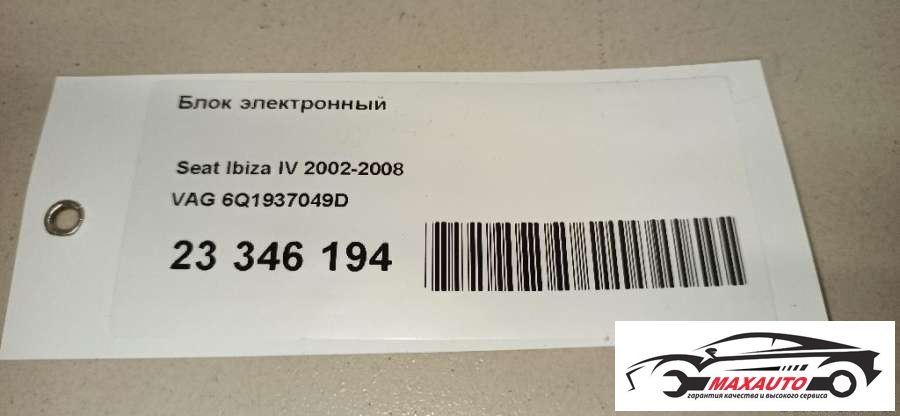 Блок электронный
Seat Ibiza IV 2002-2008
VAG 6Q1937049D
23 346 194
MAXAUTO
гарантия качества и высокого сервиса